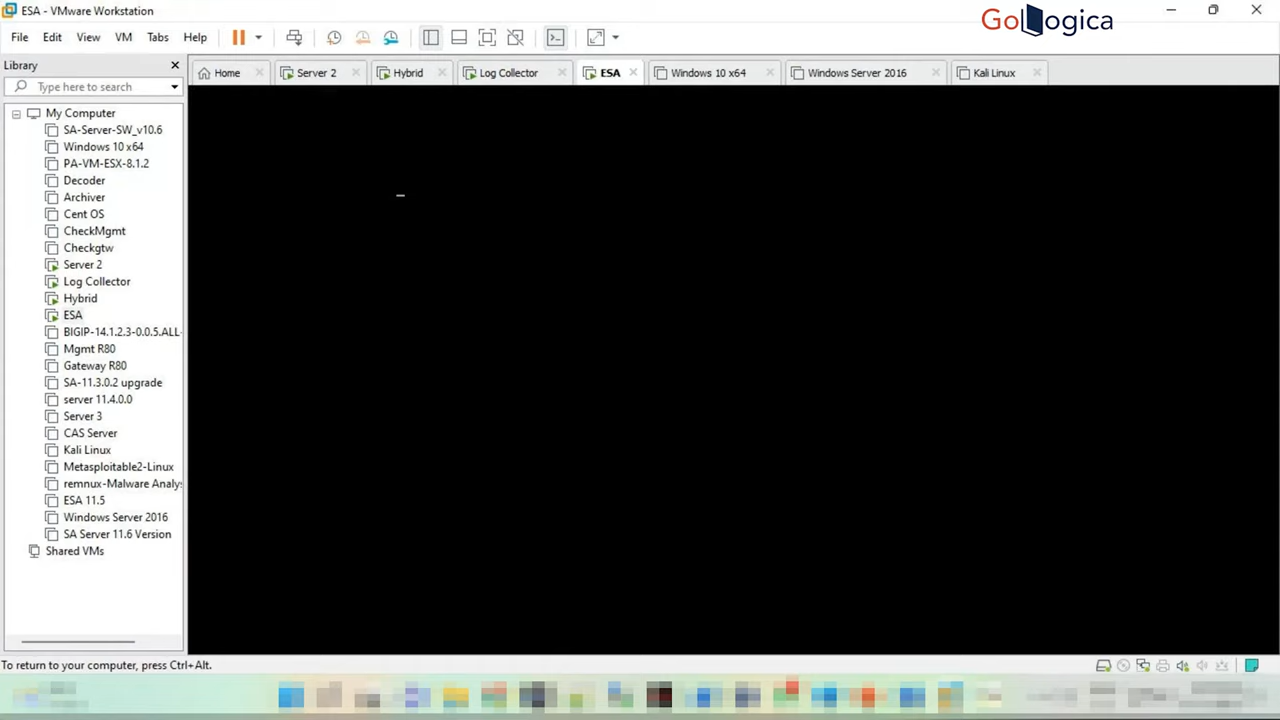 ESA - VMware Workstation
GoLogica
File Edit View VM Tabs Help
Library
Type here to search
Home
Server 2
Hybrid
Log Collector
ESA
Windows 10 x64
Windows Server 2016
Kali Linux
My Computer
SA-Server-SW_v10.6
Windows 10 x64
PA-VM-ESX-8.1.2
Decoder
Archiver
Cent OS
CheckMgmt
Checkgtw
Server 2
Log Collector
Hybrid
ESA
BIGIP-14.1.2.3-0.0.5.ALL-
Mgmt R80
Gateway R80
SA-11.3.0.2 upgrade
server 11.4.0.0
Server 3
CAS Server
Kali Linux
Metasploitable2-Linux
remnux-Malware Analys
ESA 11.5
Windows Server 2016
SA Server 11.6 Version
Shared VMs
To return to your computer, press Ctrl+Alt.